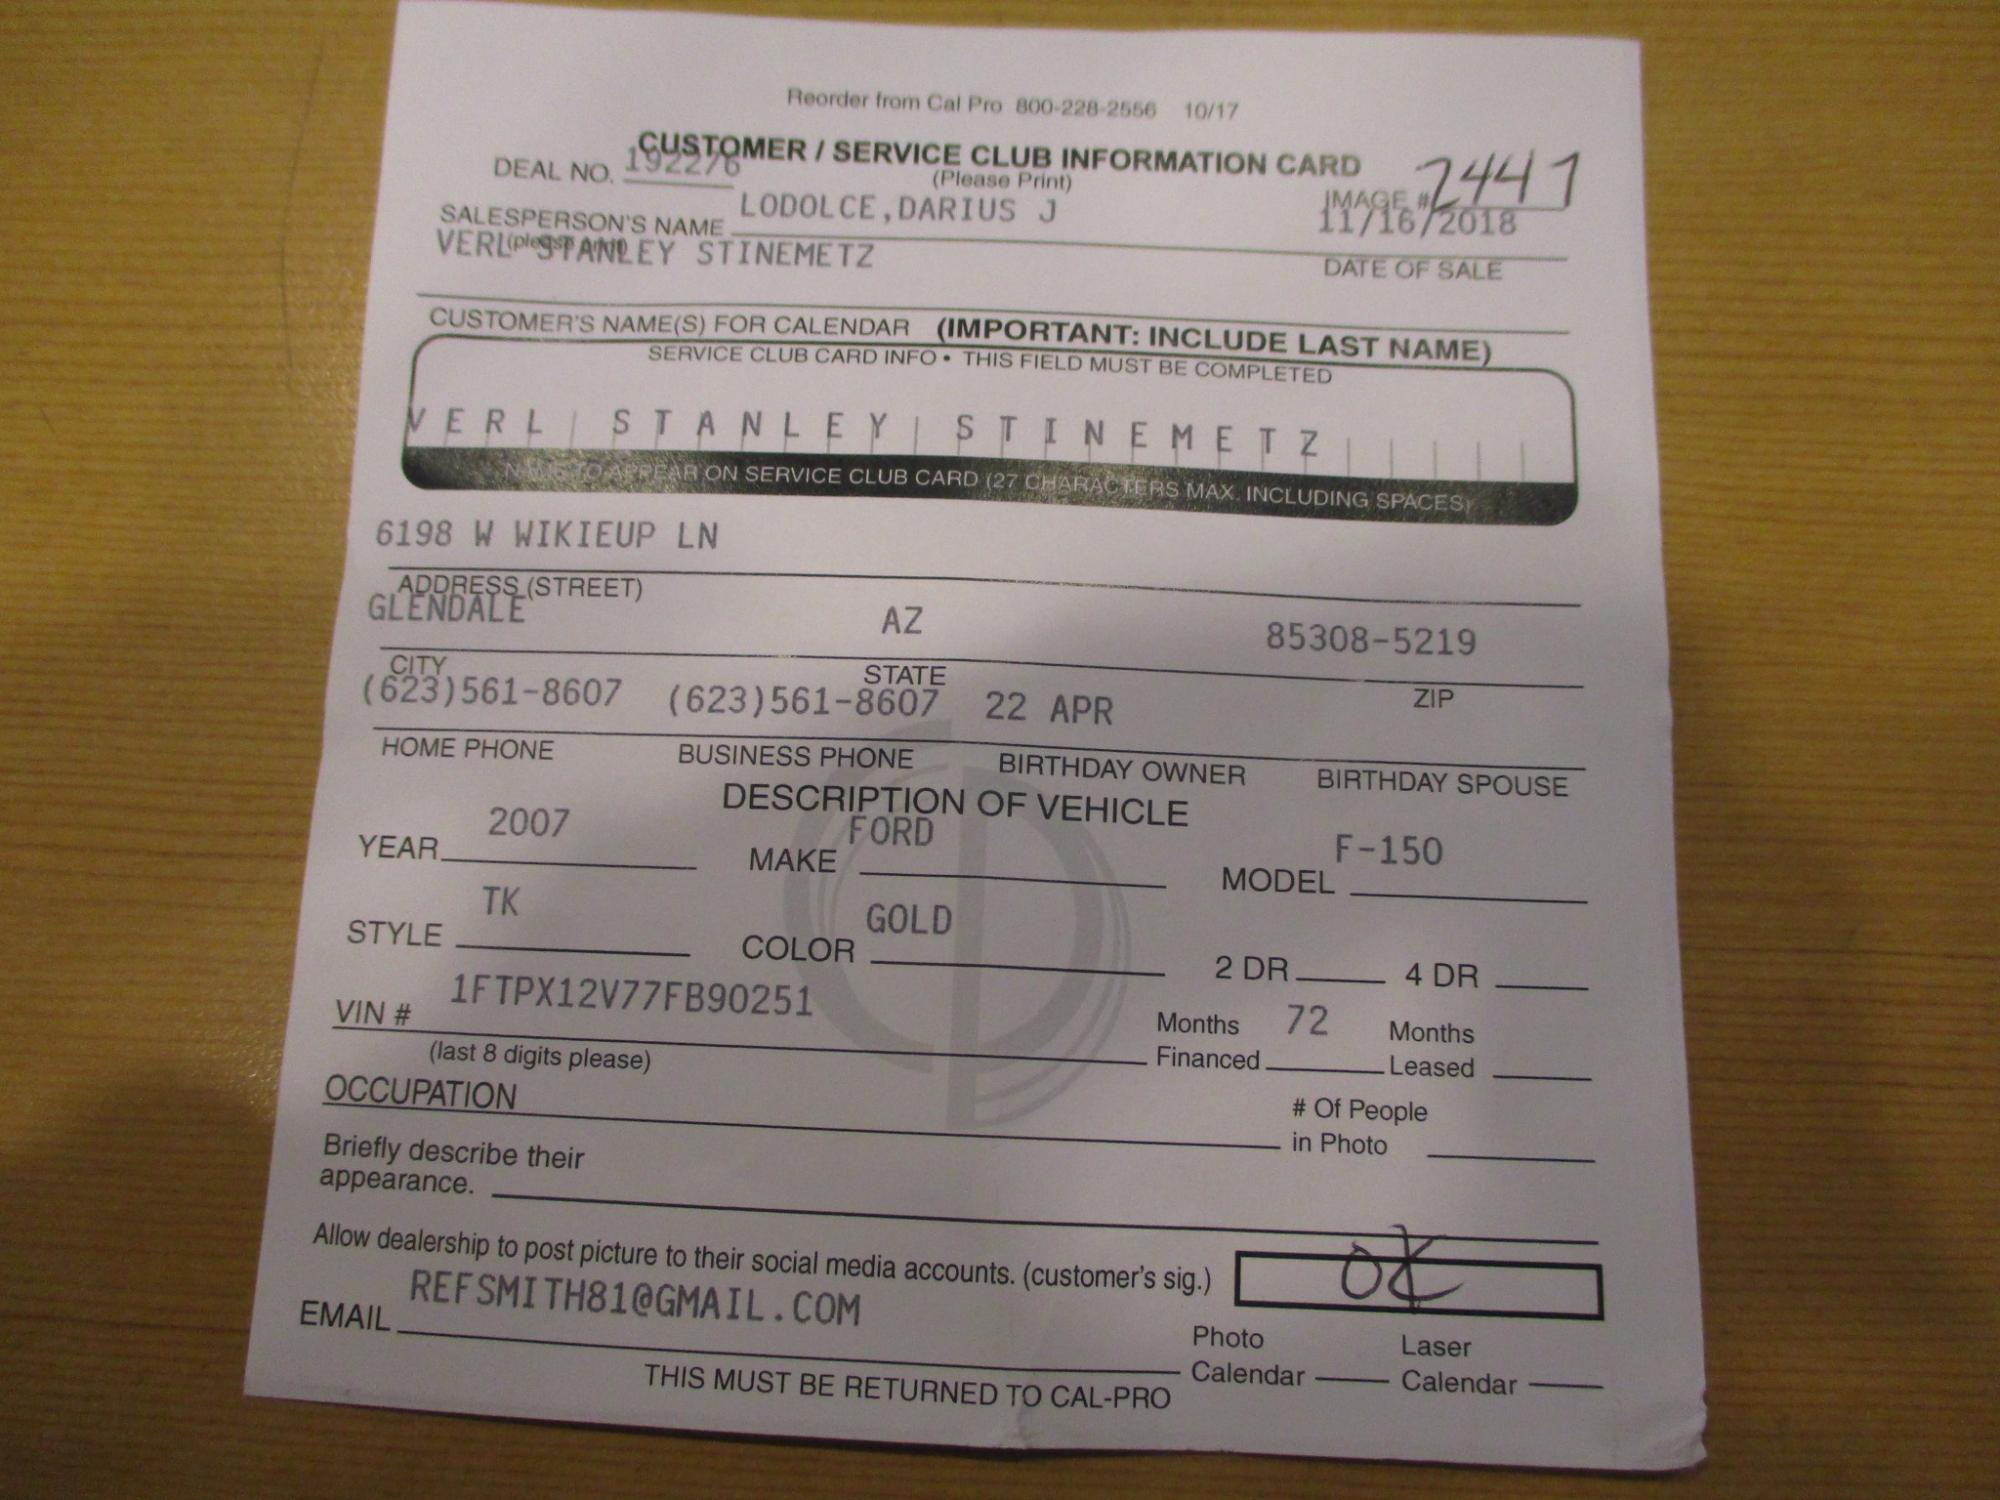 Reorder from Cal Pro 800-228-2556 10/17
CUSTOMER / SERVICE CLUB INFORMATION CARD
(Please Print)
DEAL NO. 192276
IMAGE # 2447
SALESPERSON'S NAME LODOLCE,DARIUS J
11/16/2018
(please print)
VERL STANLEY STINEMETZ
DATE OF SALE
CUSTOMER'S NAME(S) FOR CALENDAR (IMPORTANT: INCLUDE LAST NAME)
SERVICE CLUB CARD INFO • THIS FIELD MUST BE COMPLETED
VERL STANLEY STINEMETZ
NAME TO APPEAR ON SERVICE CLUB CARD (27 CHARACTERS MAX. INCLUDING SPACES)
6198 W WIKIEUP LN
ADDRESS (STREET)
GLENDALE AZ 85308-5219
CITY STATE ZIP
(623)561-8607 (623)561-8607 22 APR
HOME PHONE BUSINESS PHONE BIRTHDAY OWNER BIRTHDAY SPOUSE
DESCRIPTION OF VEHICLE
YEAR 2007 MAKE FORD MODEL F-150
STYLE TK COLOR GOLD 2 DR 4 DR
VIN # 1FTPX12V77FB90251
(last 8 digits please)
Months Financed 72 Months Leased
OCCUPATION
# Of People in Photo
Briefly describe their
appearance.
Allow dealership to post picture to their social media accounts. (customer's sig.) OK
EMAIL REFSMITH81@GMAIL.COM
Photo Calendar Laser Calendar
THIS MUST BE RETURNED TO CAL-PRO